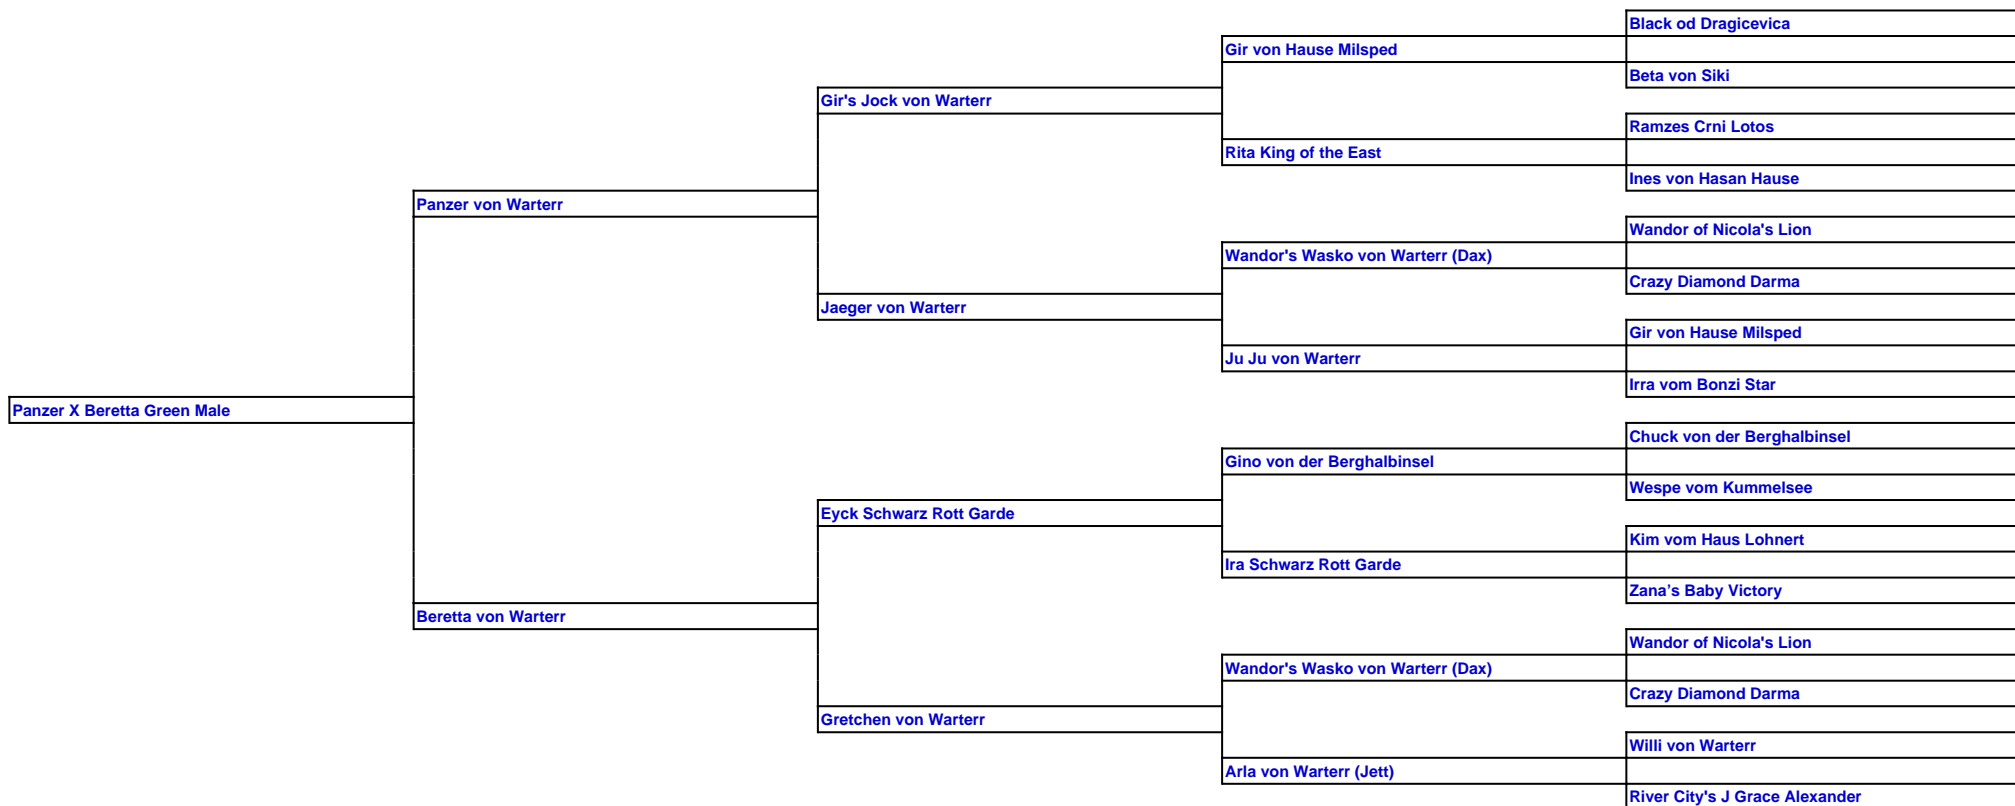 Black od Dragicevica
Gir von Hause Milsped
Beta von Siki
Gir's Jock von Warterr
Ramzes Crni Lotos
Rita King of the East
Ines von Hasan Hause
Panzer von Warterr
Wandor of Nicola's Lion
Wandor's Wasko von Warterr (Dax)
Crazy Diamond Darma
Jaeger von Warterr
Gir von Hause Milsped
Ju Ju von Warterr
Irra vom Bonzi Star
Panzer X Beretta Green Male
Chuck von der Berghalbinsel
Gino von der Berghalbinsel
Wespe vom Kummelsee
Eyck Schwarz Rott Garde
Kim vom Haus Lohnert
Ira Schwarz Rott Garde
Zana’s Baby Victory
Beretta von Warterr
Wandor of Nicola's Lion
Wandor's Wasko von Warterr (Dax)
Crazy Diamond Darma
Gretchen von Warterr
Willi von Warterr
Arla von Warterr (Jett)
River City's J Grace Alexander